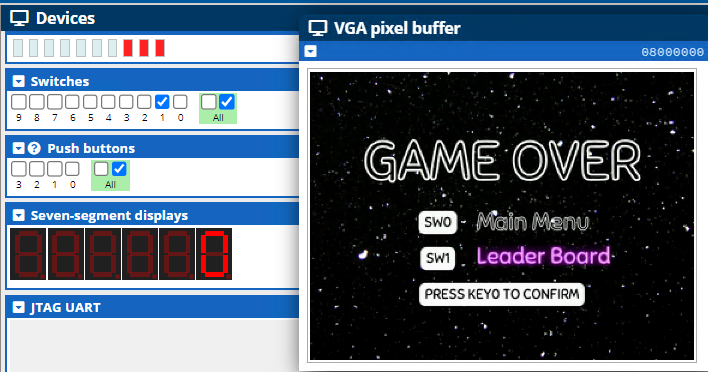 Devices
Switches
9 8 7 6 5 4 3 2 1 0 All
Push buttons
3 2 1 0 All
Seven-segment displays
0
JTAG UART
VGA pixel buffer
08000000
GAME OVER
SW0 Main Menu
SW1 Leader Board
PRESS KEY0 TO CONFIRM